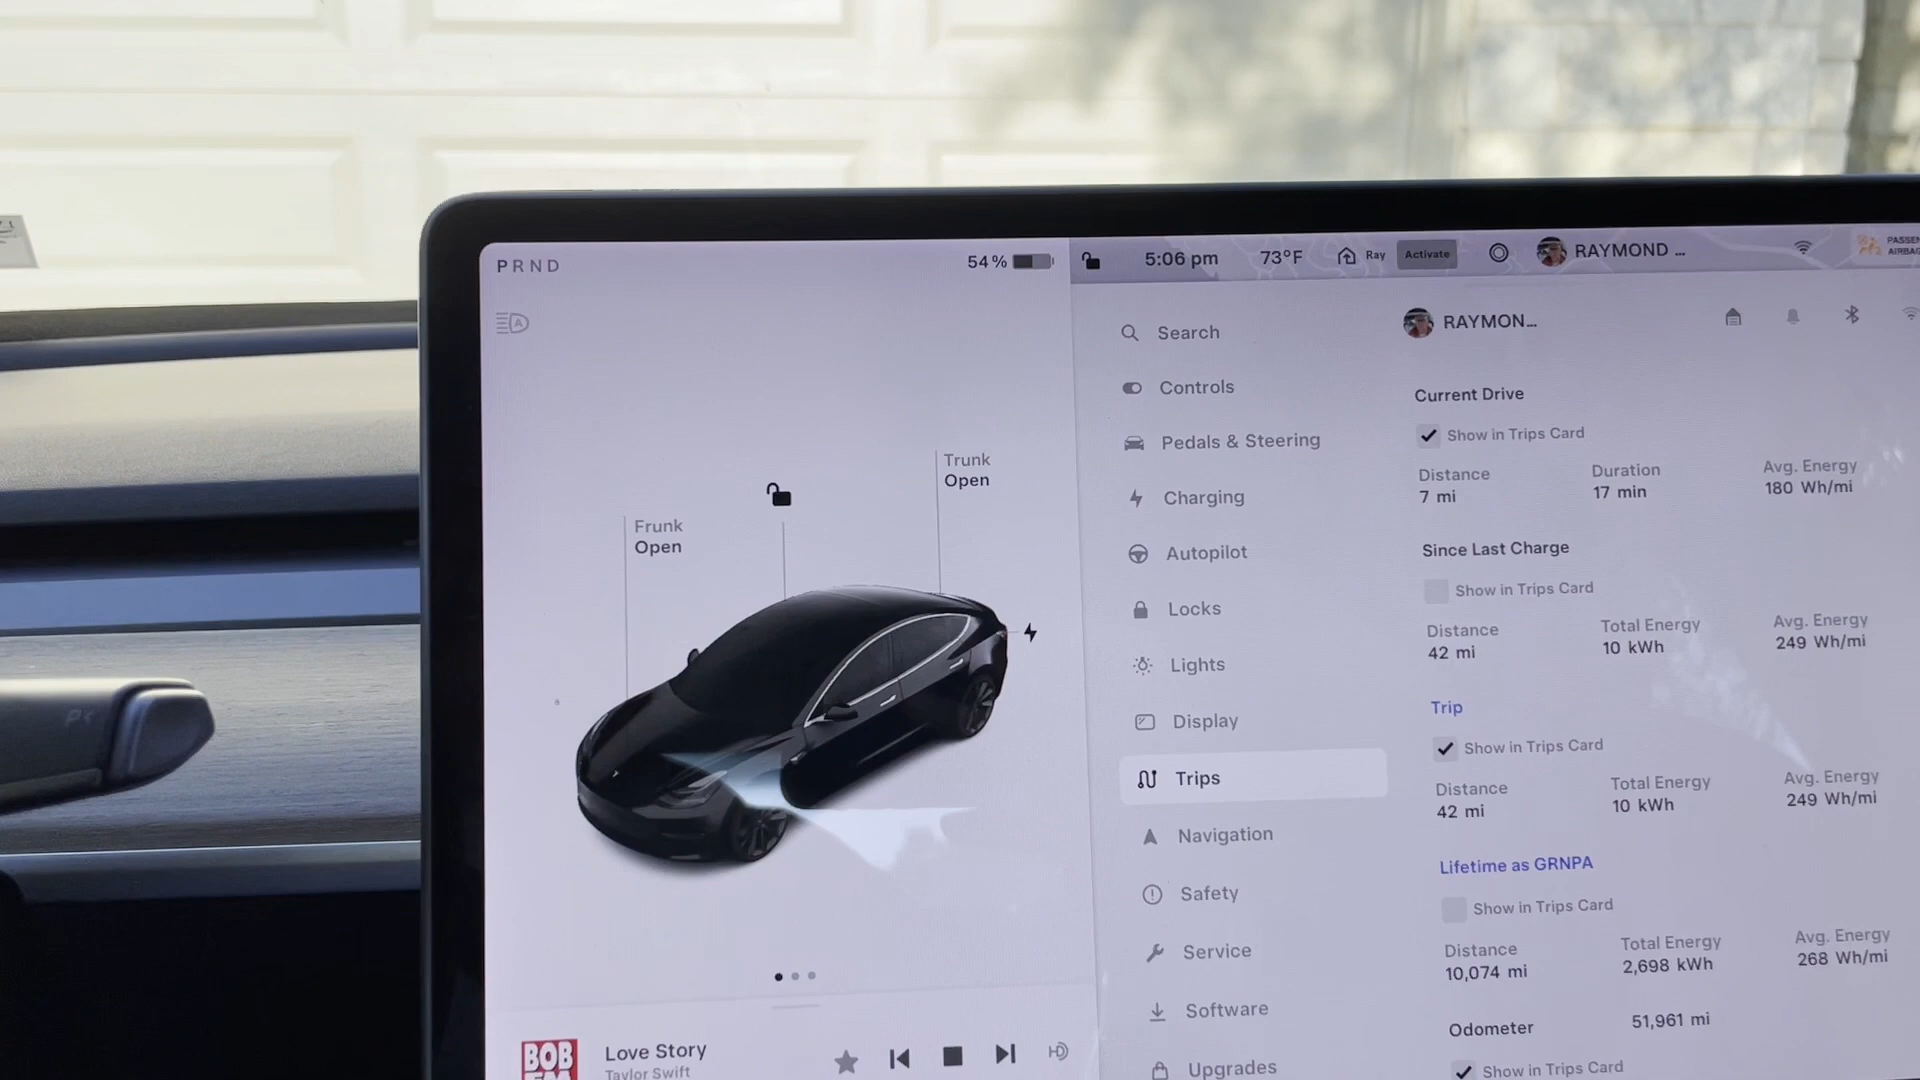 PRND
54%
5:06 pm
73°F
Ray
Activate
RAYMOND ...
A
Trunk
Open
Frunk
Open
BOB
Love Story
Taylor Swift
HD
Search
Controls
Pedals & Steering
Charging
Autopilot
Locks
Lights
Display
Trips
Navigation
Safety
Service
Software
Upgrades
RAYMON...
Current Drive
Show in Trips Card
Distance Duration Avg. Energy
7 mi 17 min 180 Wh/mi
Since Last Charge
Show in Trips Card
Distance Total Energy Avg. Energy
42 mi 10 kWh 249 Wh/mi
Trip
Show in Trips Card
Distance Total Energy Avg. Energy
42 mi 10 kWh 249 Wh/mi
Lifetime as GRNPA
Show in Trips Card
Distance Total Energy Avg. Energy
10,074 mi 2,698 kWh 268 Wh/mi
Odometer 51,961 mi
Show in Trips Card